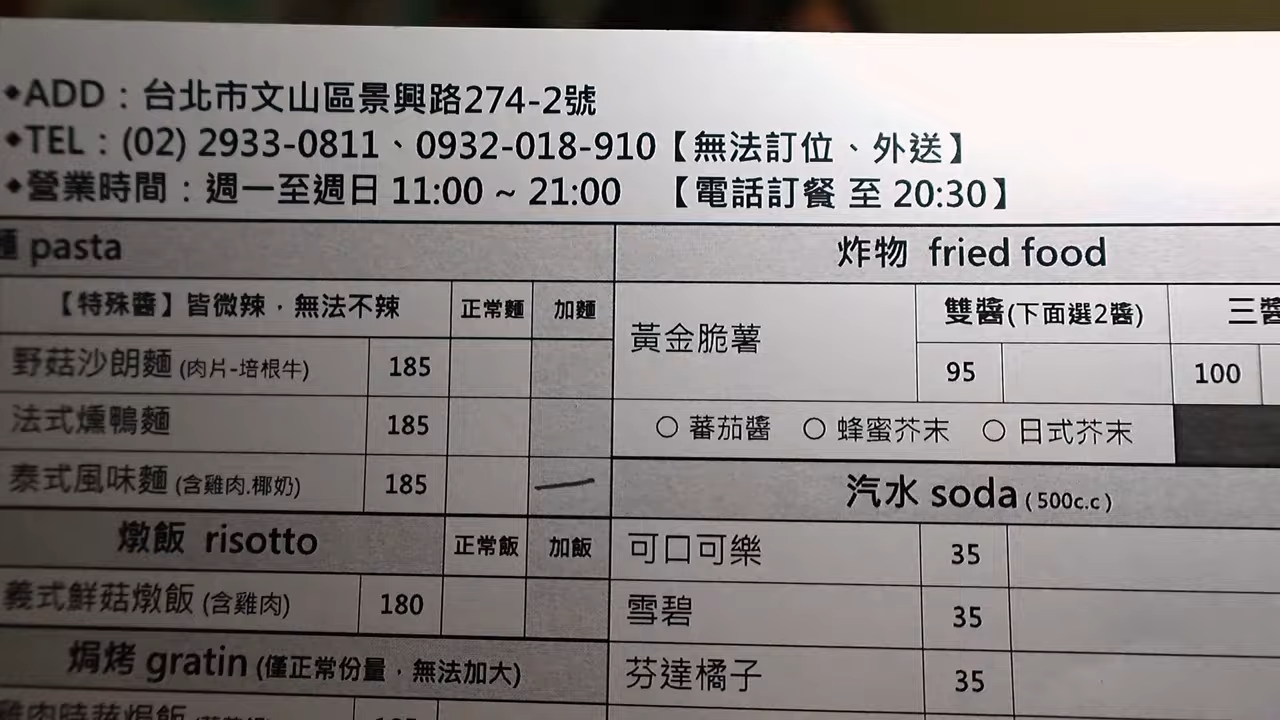 ◆ADD：台北市文山區景興路274-2號
◆TEL：(02) 2933-0811、0932-018-910【無法訂位、外送】
◆營業時間：週一至週日 11:00 ~ 21:00 【電話訂餐 至 20:30】
麵 pasta
【特殊醬】皆微辣，無法不辣 正常麵 加麵
野菇沙朗麵 (肉片-培根牛) 185
法式燻鴨麵 185
泰式風味麵 (含雞肉.椰奶) 185
燉飯 risotto 正常飯 加飯
義式鮮菇燉飯 (含雞肉) 180
焗烤 gratin (僅正常份量，無法加大)
炸物 fried food
黃金脆薯 雙醬(下面選2醬) 三醬
95 100
○ 蕃茄醬 ○ 蜂蜜芥末 ○ 日式芥末
汽水 soda ( 500c.c )
可口可樂 35
雪碧 35
芬達橘子 35